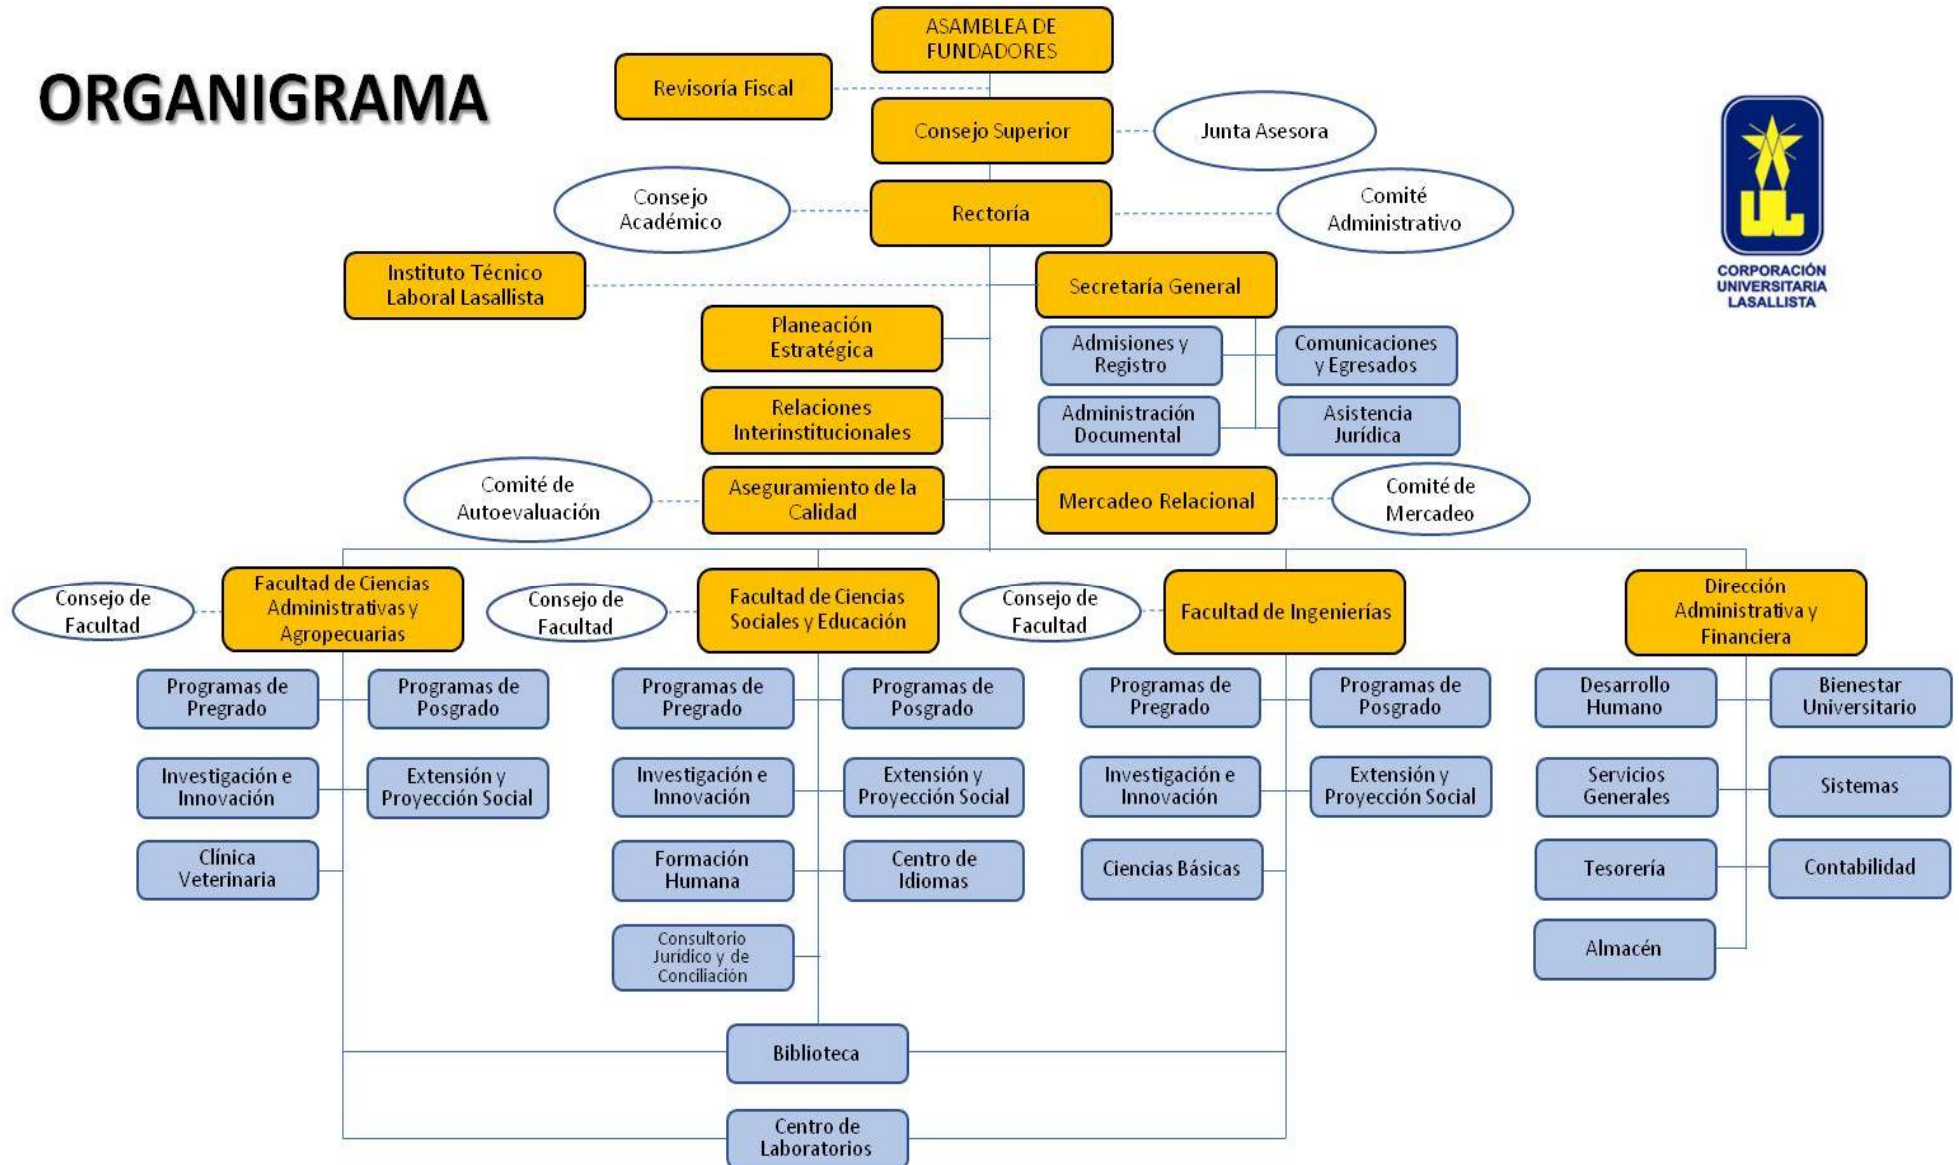 ORGANIGRAMA
ASAMBLEA DE
FUNDADORES
Revisoría Fiscal
Consejo Superior
Junta Asesora
Consejo
Académico
Rectoría
Comité
Administrativo
CORPORACIÓN
UNIVERSITARIA
LASALLISTA
Instituto Técnico
Laboral Lasallista
Secretaría General
Planeación
Estratégica
Admisiones y
Registro
Comunicaciones
y Egresados
Relaciones
Interinstitucionales
Administración
Documental
Asistencia
Jurídica
Comité de
Autoevaluación
Aseguramiento de la
Calidad
Mercadeo Relacional
Comité de
Mercadeo
Consejo de
Facultad
Facultad de Ciencias
Administrativas y
Agropecuarias
Consejo de
Facultad
Facultad de Ciencias
Sociales y Educación
Consejo de
Facultad
Facultad de Ingenierías
Dirección
Administrativa y
Financiera
Programas de
Pregrado
Programas de
Posgrado
Programas de
Pregrado
Programas de
Posgrado
Programas de
Pregrado
Programas de
Posgrado
Desarrollo
Humano
Bienestar
Universitario
Investigación e
Innovación
Extensión y
Proyección Social
Investigación e
Innovación
Extensión y
Proyección Social
Investigación e
Innovación
Extensión y
Proyección Social
Servicios
Generales
Sistemas
Clínica
Veterinaria
Formación
Humana
Centro de
Idiomas
Ciencias Básicas
Tesorería
Contabilidad
Consultorio
Jurídico y de
Conciliación
Almacén
Biblioteca
Centro de
Laboratorios